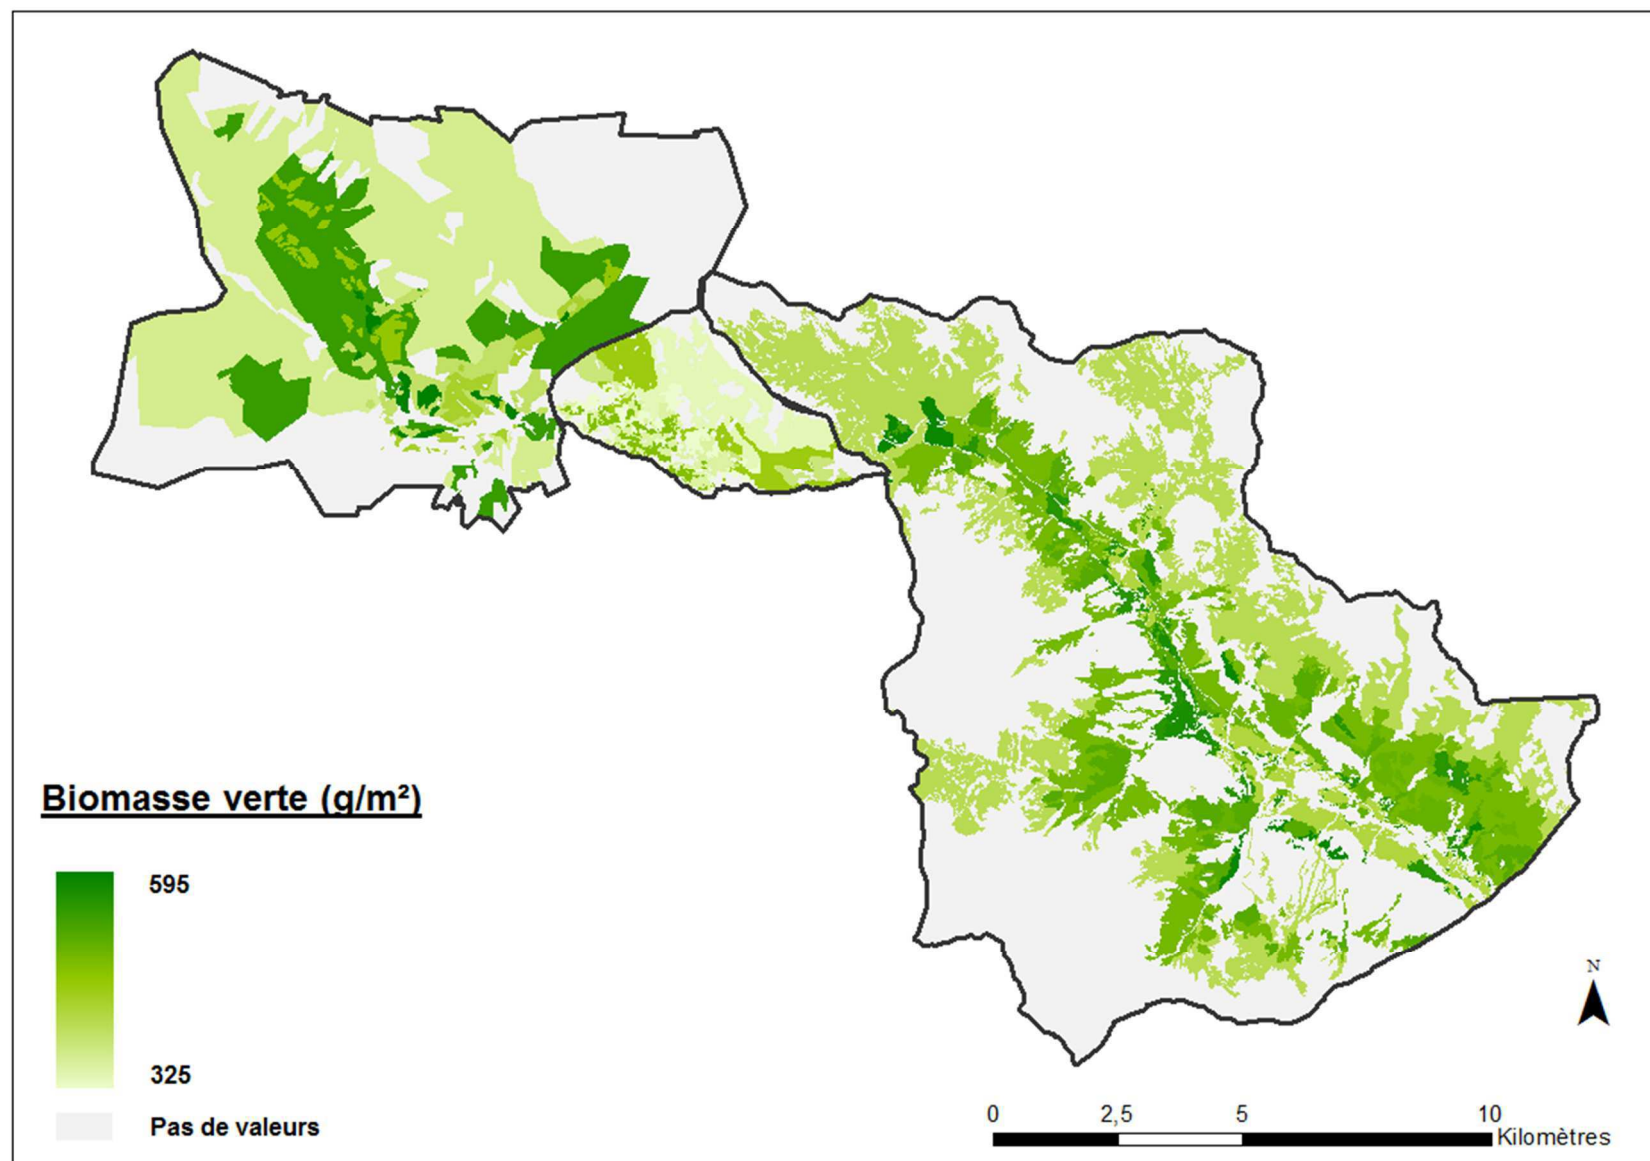 Biomasse verte (g/m²)
595
325
Pas de valeurs
N
0 2,5 5 10
Kilomètres